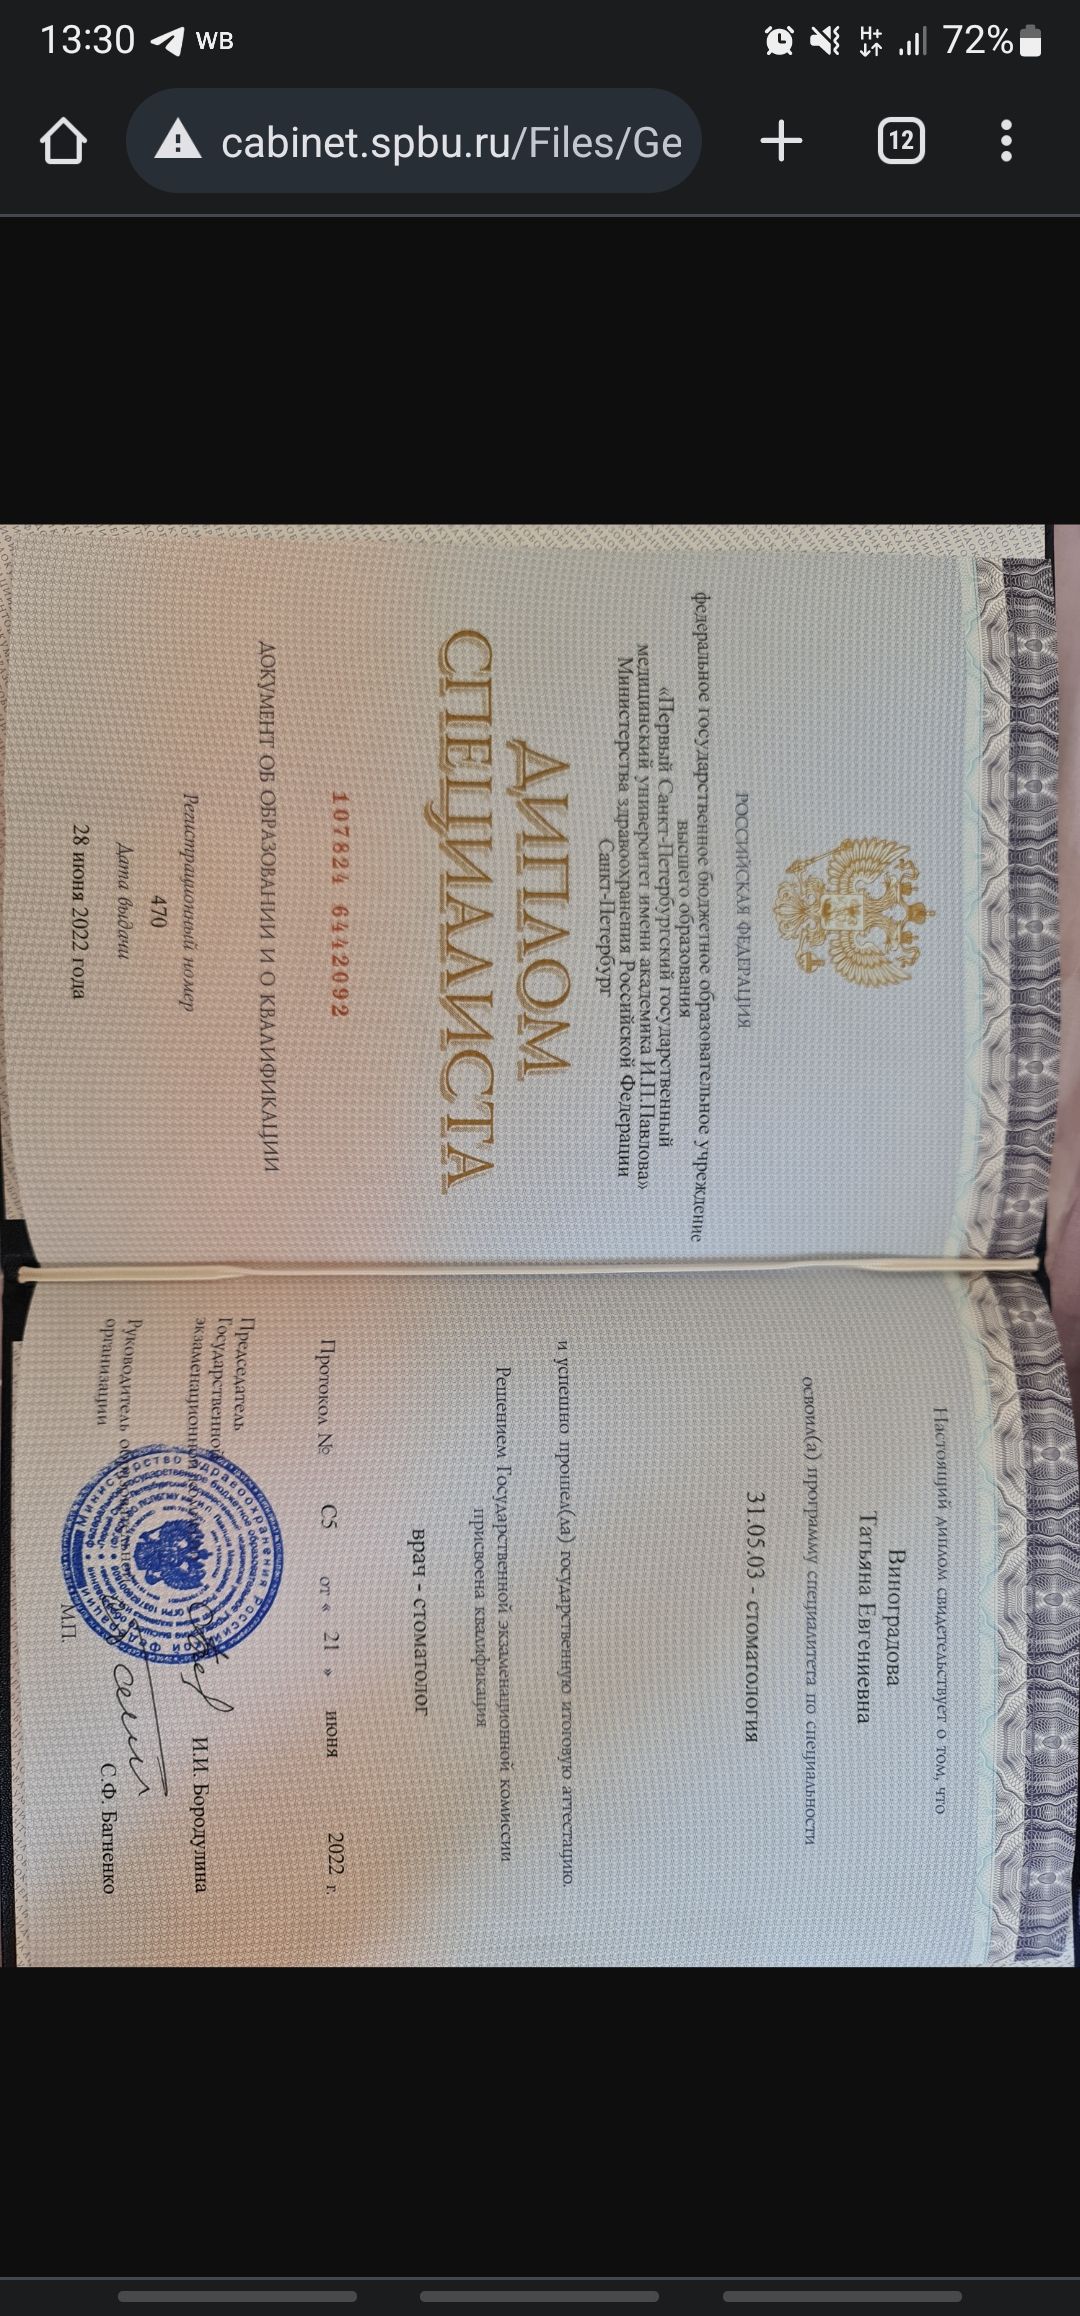 13:30 WB 72%
cabinet.spbu.ru/Files/Ge
12
РОССИЙСКАЯ ФЕДЕРАЦИЯ
федеральное государственное бюджетное образовательное учреждение
высшего образования
«Первый Санкт-Петербургский государственный
медицинский университет имени академика И.П.Павлова»
Министерства здравоохранения Российской Федерации
Санкт-Петербург
ДИПЛОМ
СПЕЦИАЛИСТА
107824 6442092
ДОКУМЕНТ ОБ ОБРАЗОВАНИИ И О КВАЛИФИКАЦИИ
Регистрационный номер
470
Дата выдачи
28 июня 2022 года
Настоящий диплом свидетельствует о том, что
Виноградова
Татьяна Евгениевна
освоил(а) программу специалитета по специальности
31.05.03 - стоматология
и успешно прошел(ла) государственную итоговую аттестацию.
Решением Государственной экзаменационной комиссии
присвоена квалификация
врач - стоматолог
Протокол № С5 от « 21 » июня 2022 г.
Председатель
Государственной
экзаменационной
И.И. Бородулина
Руководитель
организации
С.Ф. Багненко
М.П.